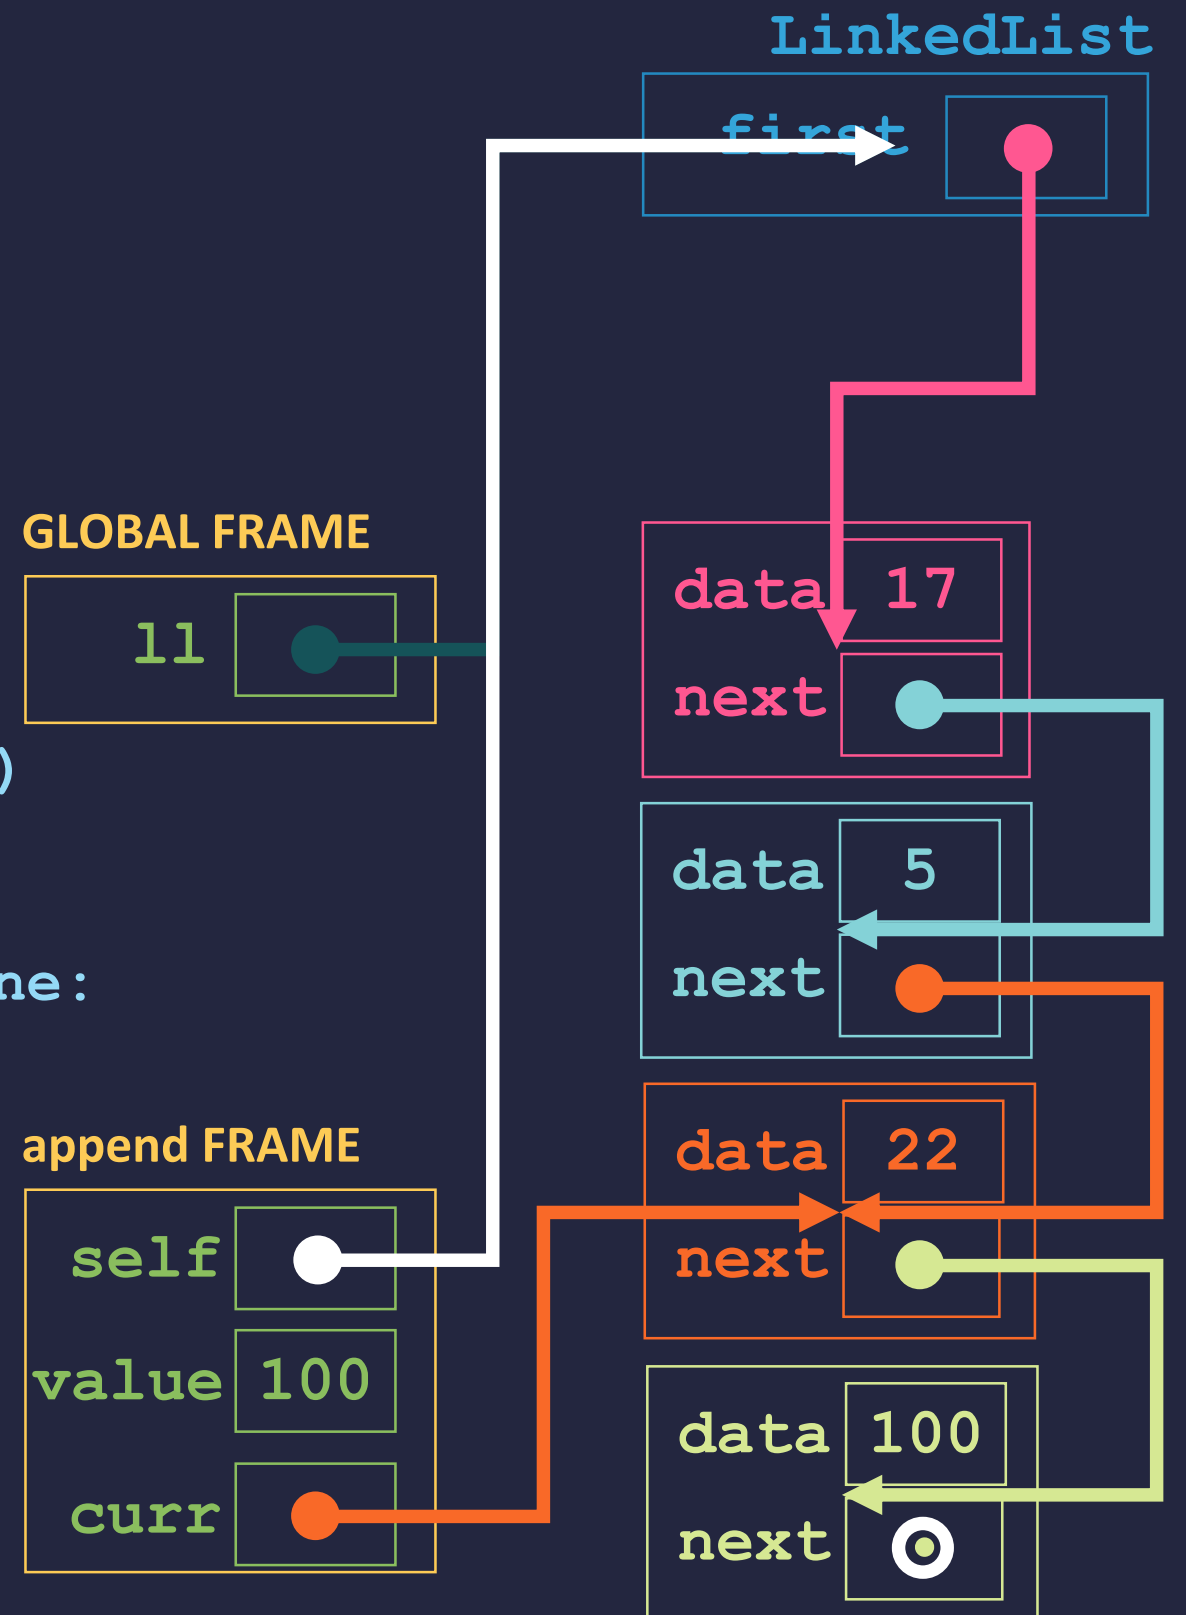 LinkedList
first
GLOBAL FRAME
ll
)
ne:
append FRAME
self
value 100
curr
data 17
next
data 5
next
data 22
next
data 100
next